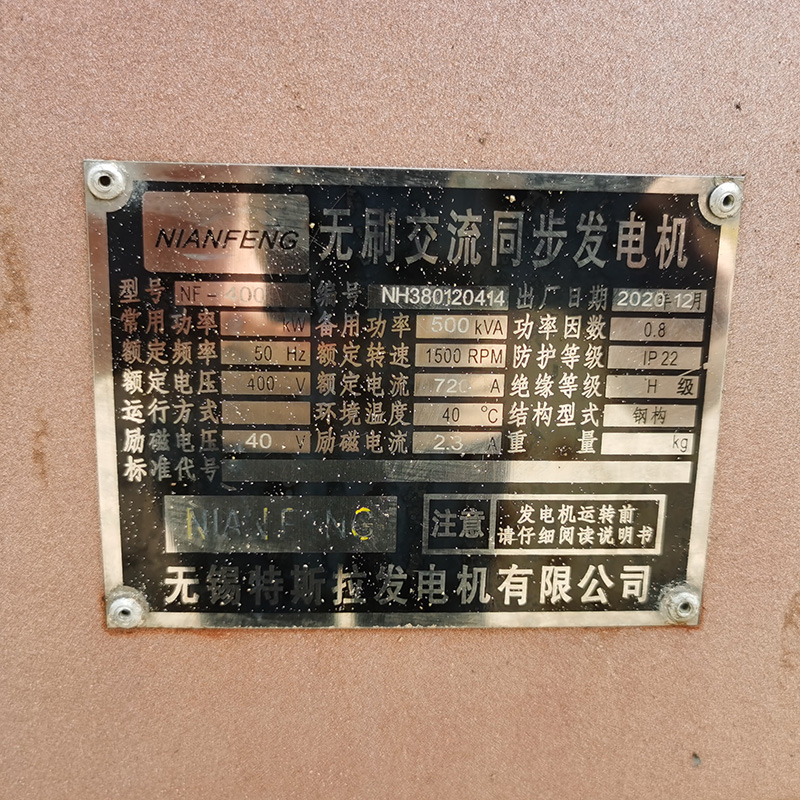 NIANFENG 无刷交流同步发电机
型号 NF-400 编号 NH380120414 出厂日期 2020年12月
常用功率 kW 备用功率 500 kVA 功率因数 0.8
额定频率 50 Hz 额定转速 1500 RPM 防护等级 IP22
额定电压 400 V 额定电流 720 A 绝缘等级 H 级
运行方式 环境温度 40 ℃ 结构型式 钢构
励磁电压 40 V 励磁电流 2.3 A 重量 kg
标准代号
NIANFENG
注意
发电机运转前
请仔细阅读说明书
无锡特斯拉发电机有限公司